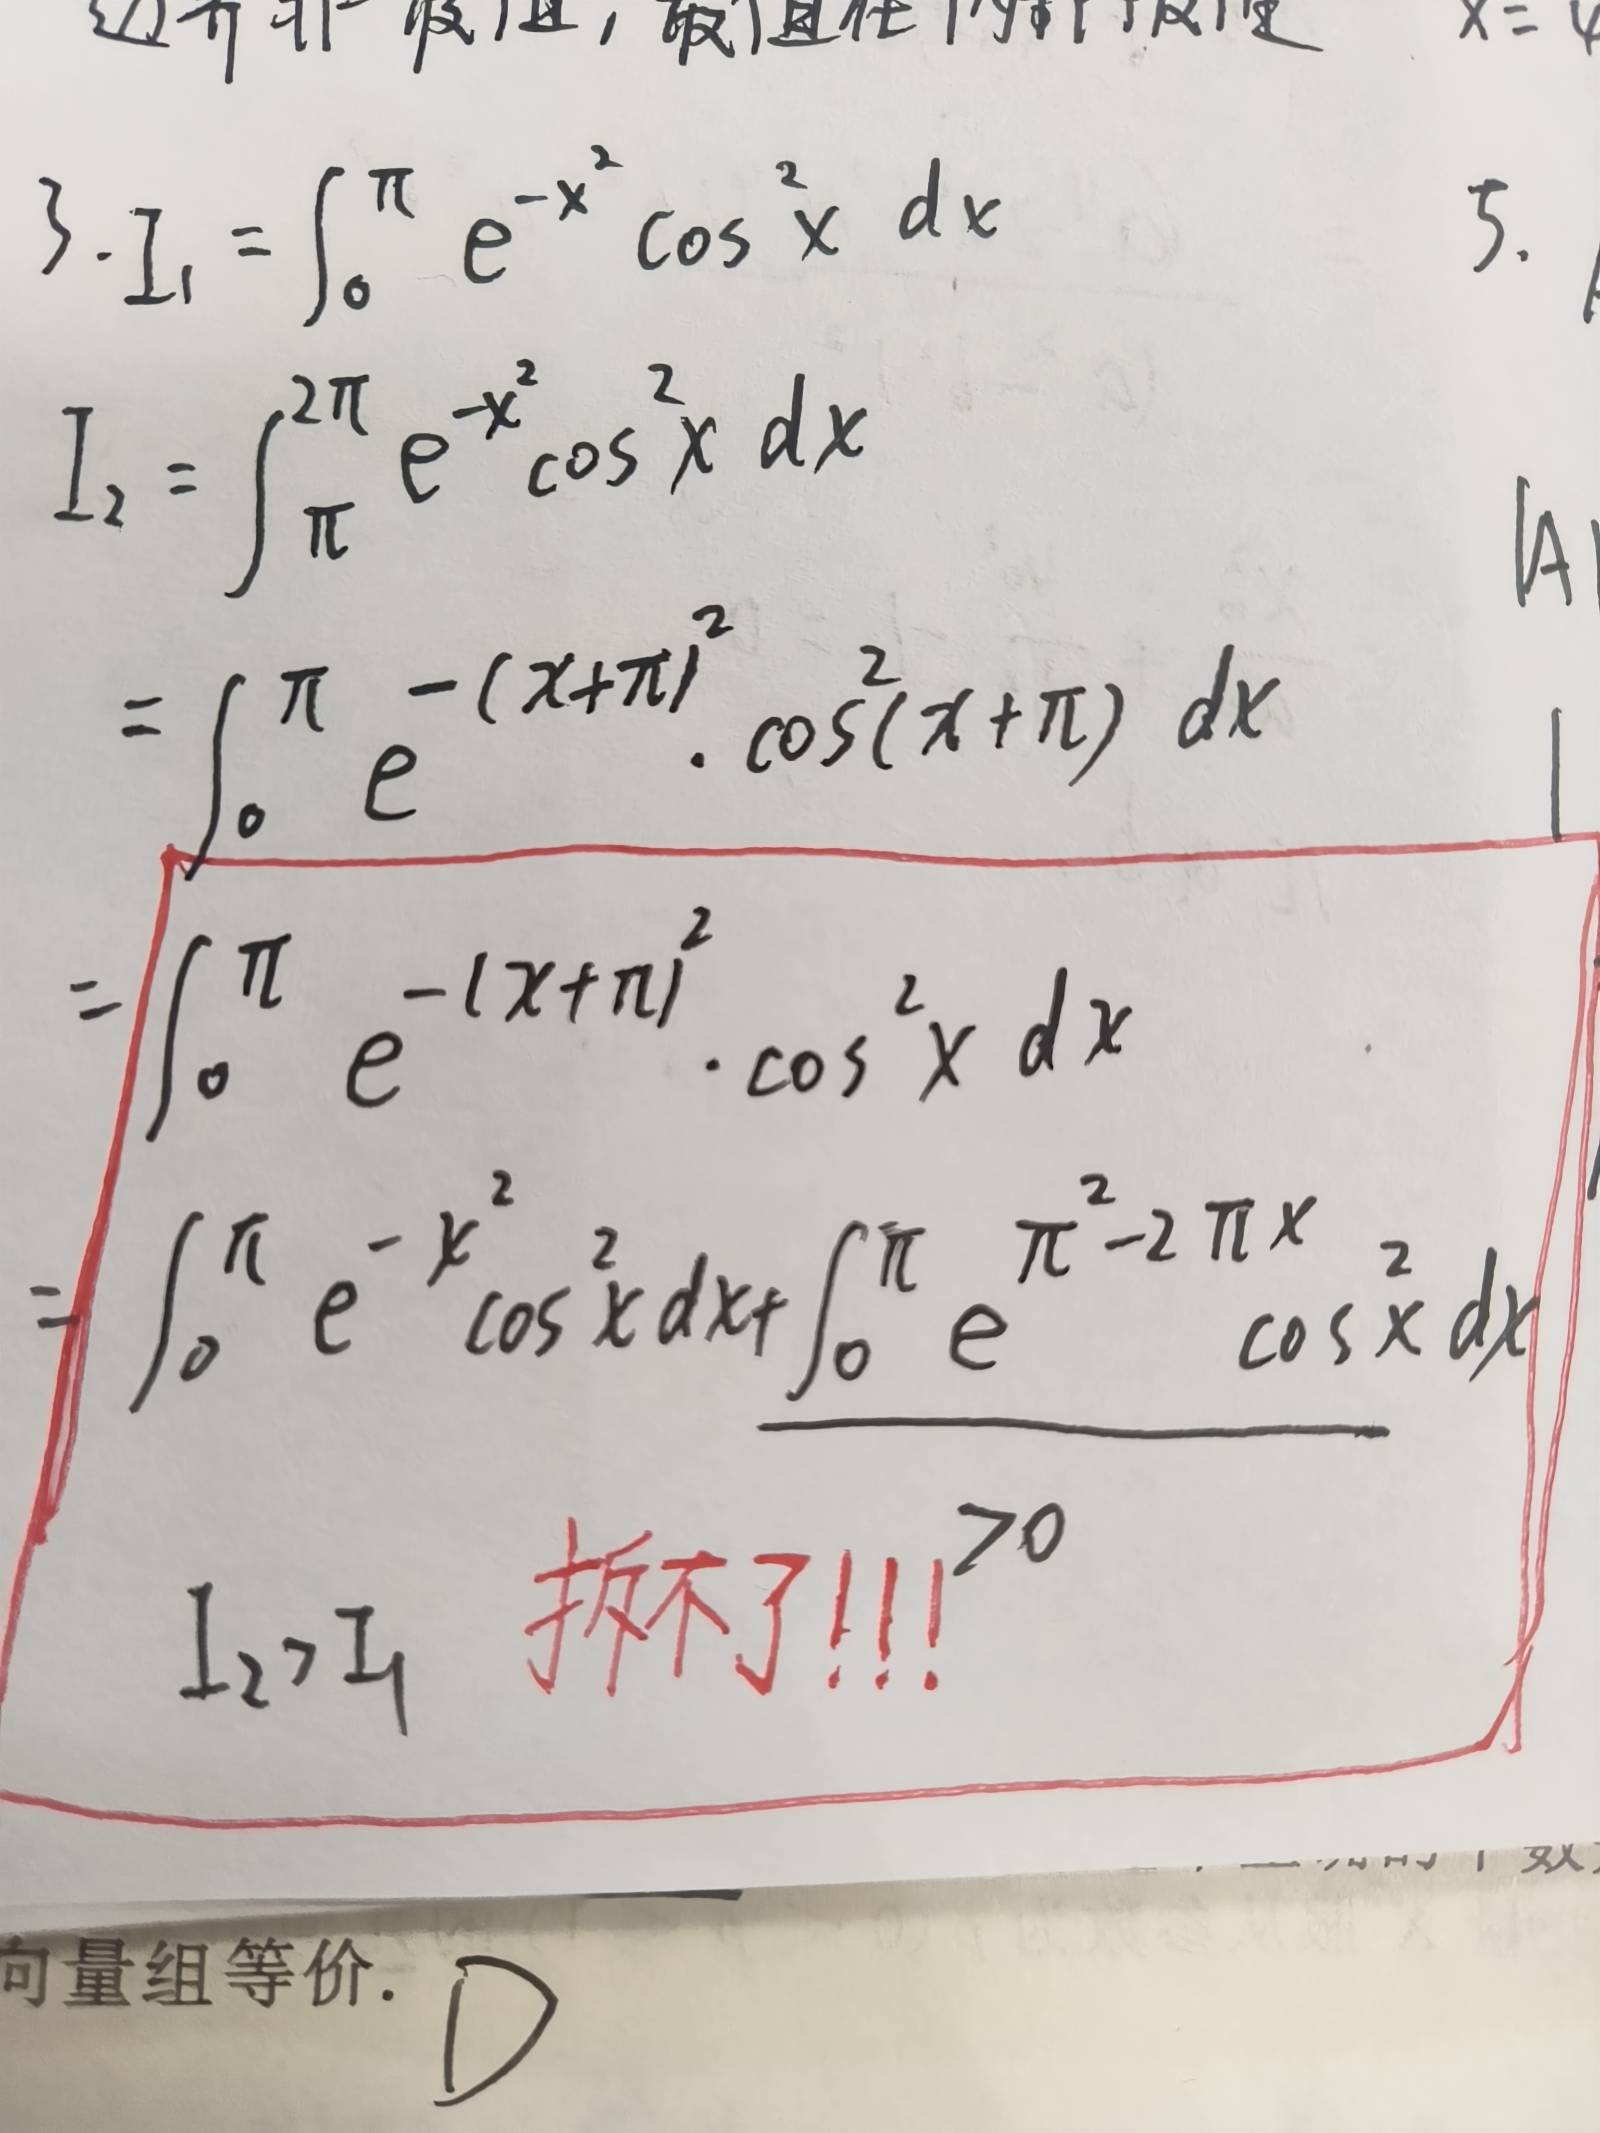 x=
3. I₁ = ∫₀^π e^{-x²} cos²x dx
5.
I₂ = ∫_π^{2π} e^{-x²} cos²x dx
|A|
= ∫₀^π e^{-(x+π)²} · cos²(x+π) dx
= ∫₀^π e^{-(x+π)²} · cos²x dx
= ∫₀^π e^{-x²} cos²x dx + ∫₀^π e^{π²-2πx} cos²x dx
>0
I₂>I₁ 拆不了!!!
向量组等价. D